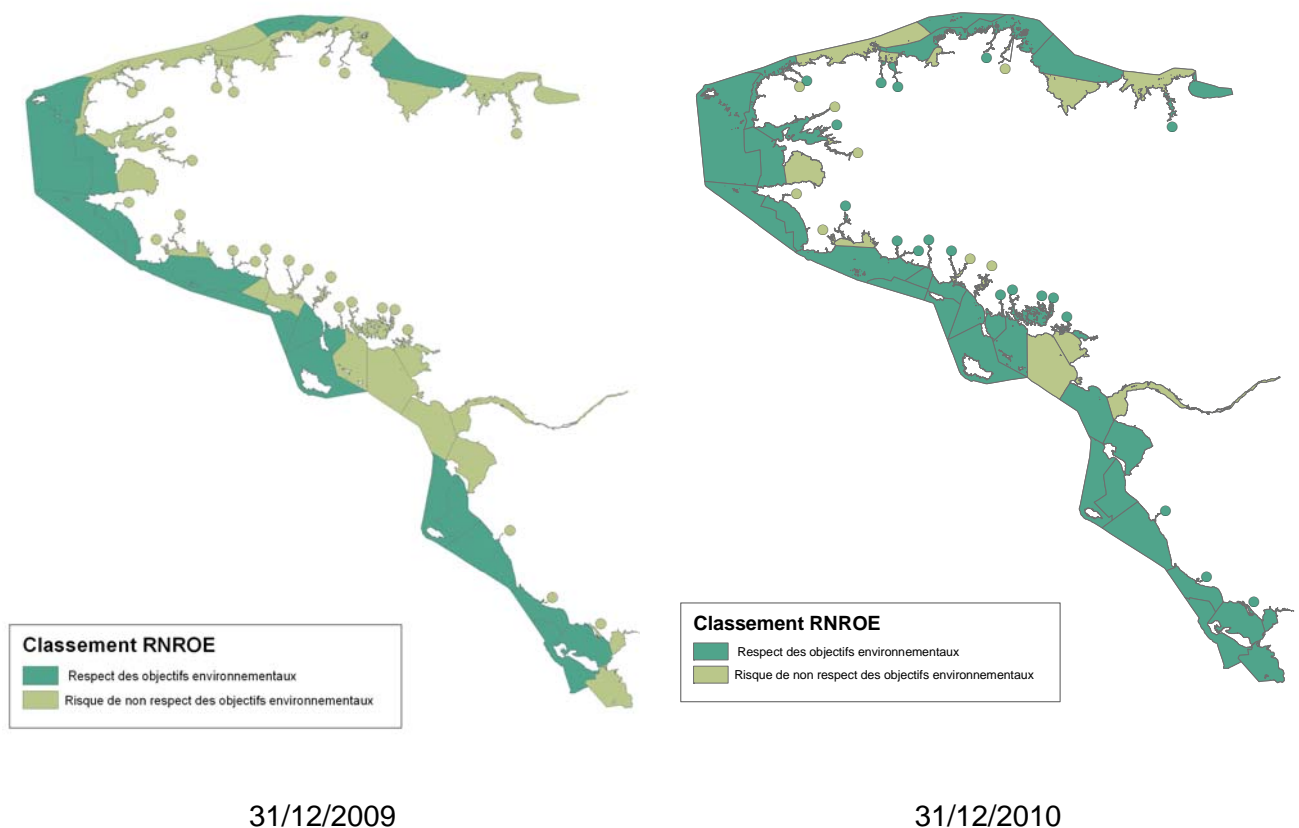 Classement RNROE
Respect des objectifs environnementaux
Risque de non respect des objectifs environnementaux
Classement RNROE
Respect des objectifs environnementaux
Risque de non respect des objectifs environnementaux
31/12/2009
31/12/2010